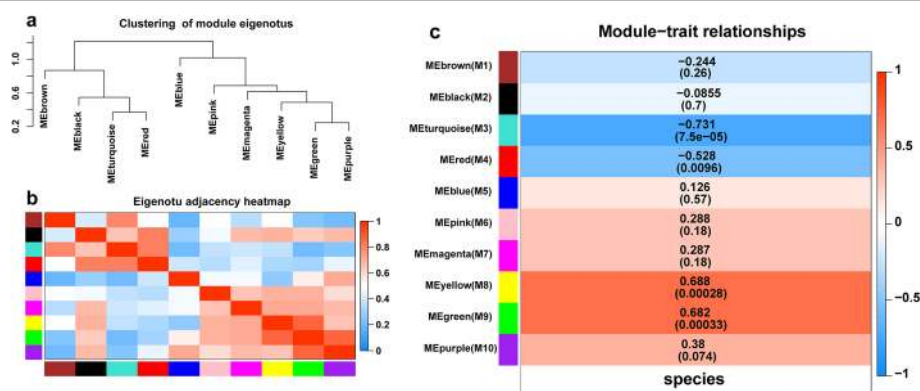 a
Clustering of module eigenotus
1.0
0.6
0.2
MEbrown
MEblack
MEturquoise
MEred
MEblue
MEpink
MEmagenta
MEyellow
MEgreen
MEpurple
b
Eigenotu adjacency heatmap
1
0.8
0.6
0.4
0.2
0
c
Module−trait relationships
MEbrown(M1)
−0.244
(0.26)
MEblack(M2)
−0.0855
(0.7)
MEturquoise(M3)
−0.731
(7.5e−05)
MEred(M4)
−0.528
(0.0096)
MEblue(M5)
0.126
(0.57)
MEpink(M6)
0.288
(0.18)
MEmagenta(M7)
0.287
(0.18)
MEyellow(M8)
0.688
(0.00028)
MEgreen(M9)
0.682
(0.00033)
MEpurple(M10)
0.38
(0.074)
species
1
0.5
0
−0.5
−1